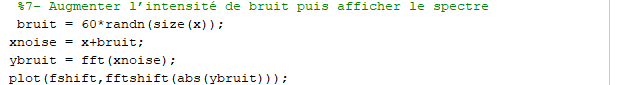 %7- Augmenter l'intensité de bruit puis afficher le spectre
bruit = 60*randn(size(x));
xnoise = x+bruit;
ybruit = fft(xnoise);
plot(fshift,fftshift(abs(ybruit)));